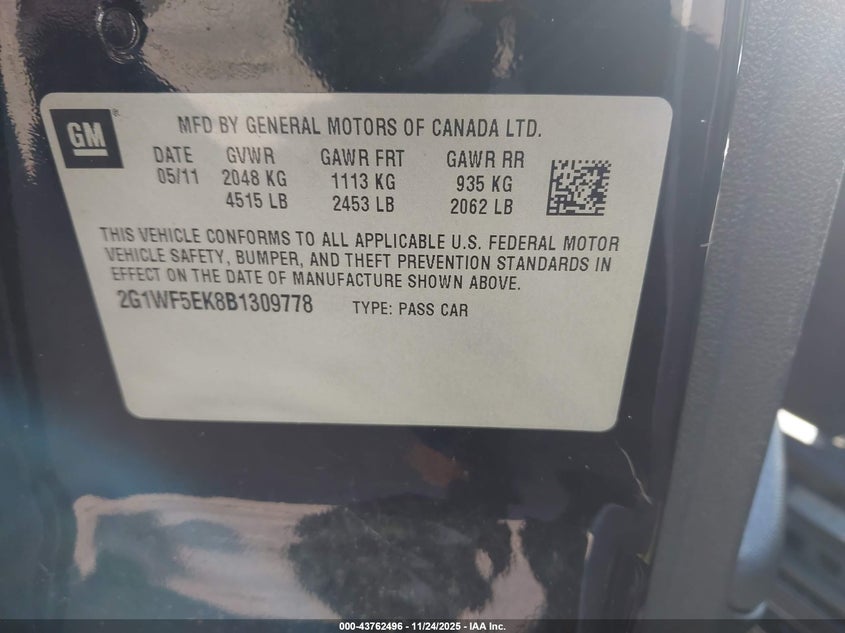 GM
MFD BY GENERAL MOTORS OF CANADA LTD.
DATE GVWR GAWR FRT GAWR RR
05/11 2048 KG 1113 KG 935 KG
4515 LB 2453 LB 2062 LB
THIS VEHICLE CONFORMS TO ALL APPLICABLE U.S. FEDERAL MOTOR
VEHICLE SAFETY, BUMPER, AND THEFT PREVENTION STANDARDS IN
EFFECT ON THE DATE OF MANUFACTURE SHOWN ABOVE.
2G1WF5EK8B1309778 TYPE: PASS CAR
000-43762496 - 11/24/2025 - IAA Inc.